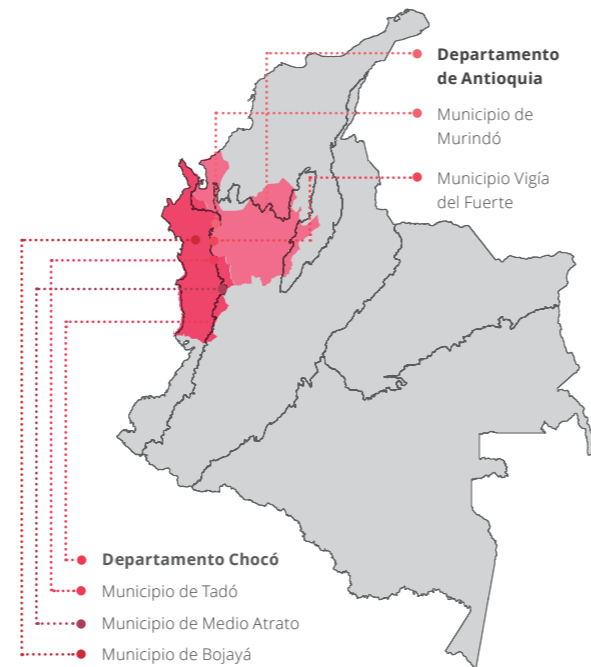 Departamento
de Antioquia
Municipio de
Murindó
Municipio Vigía
del Fuerte
Departamento Chocó
Municipio de Tadó
Municipio de Medio Atrato
Municipio de Bojayá